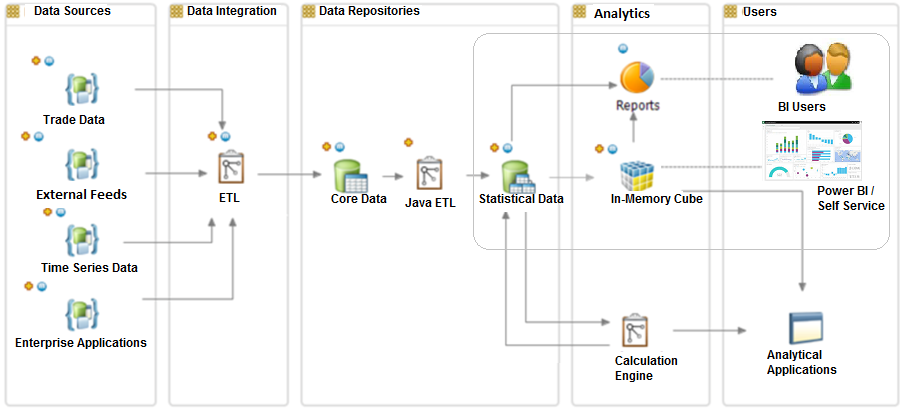 Data Sources
Data Integration
Data Repositories
Analytics
Users
Trade Data
External Feeds
Time Series Data
Enterprise Applications
ETL
Core Data
Java ETL
Statistical Data
Reports
In-Memory Cube
Calculation
Engine
BI Users
Power BI /
Self Service
Analytical
Applications